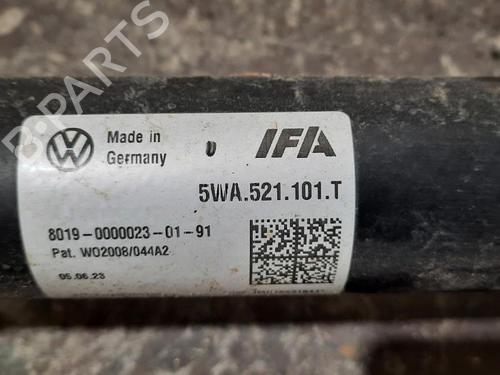 B-PARTS
Made in
Germany
IFA
5WA.521.101.T
8019-0000023-01-91
Pat. WO2008/044A2
05.06.23